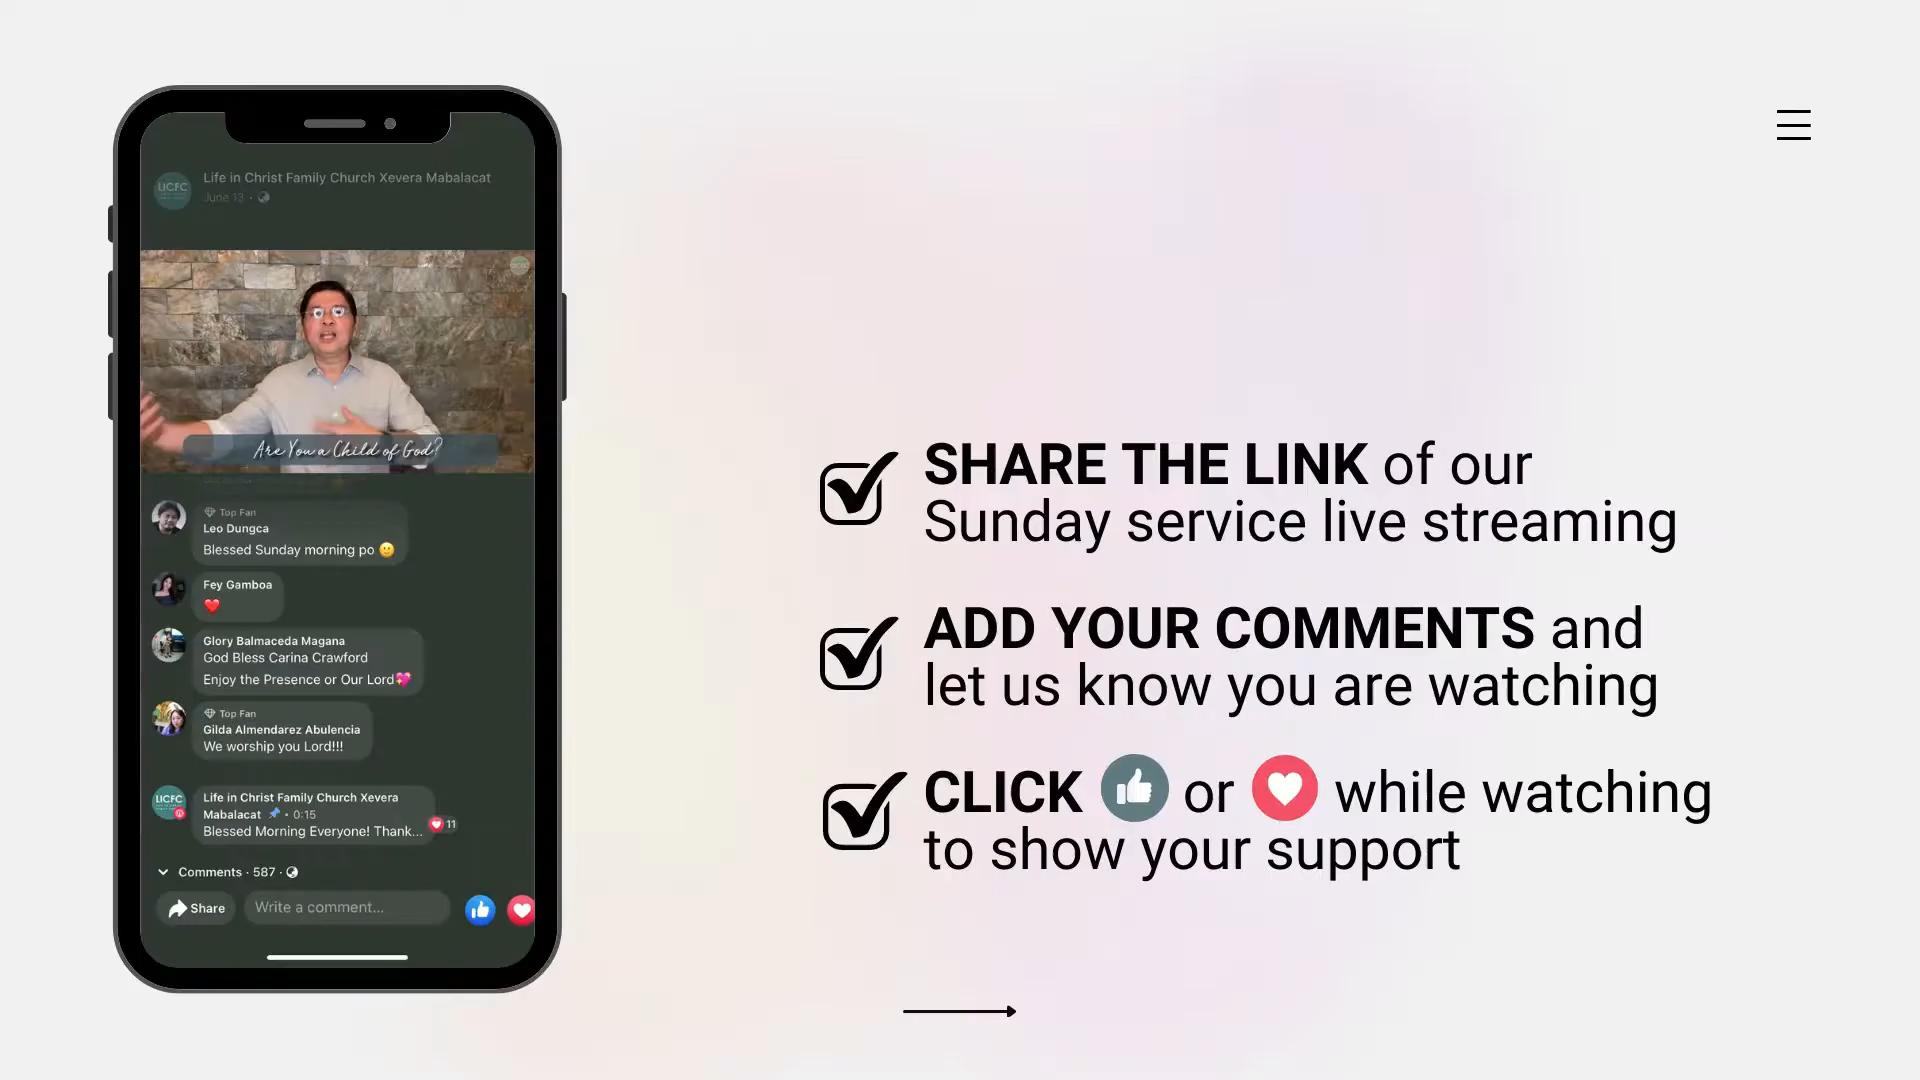 LICFC
Life in Christ Family Church Xevera Mabalacat
June 13 ·
Are You a Child of God?
Top Fan
Leo Dungca
Blessed Sunday morning po 🙂
Fey Gamboa
❤️
Glory Balmaceda Magana
God Bless Carina Crawford
Enjoy the Presence or Our Lord💖
Top Fan
Gilda Almendarez Abulencia
We worship you Lord!!!
LICFC
Life in Christ Family Church Xevera
Mabalacat 📌 · 0:15
Blessed Morning Everyone! Thank...
11
Comments · 587 ·
Share
Write a comment...
SHARE THE LINK of our
Sunday service live streaming
ADD YOUR COMMENTS and
let us know you are watching
CLICK 👍 or ❤️ while watching
to show your support